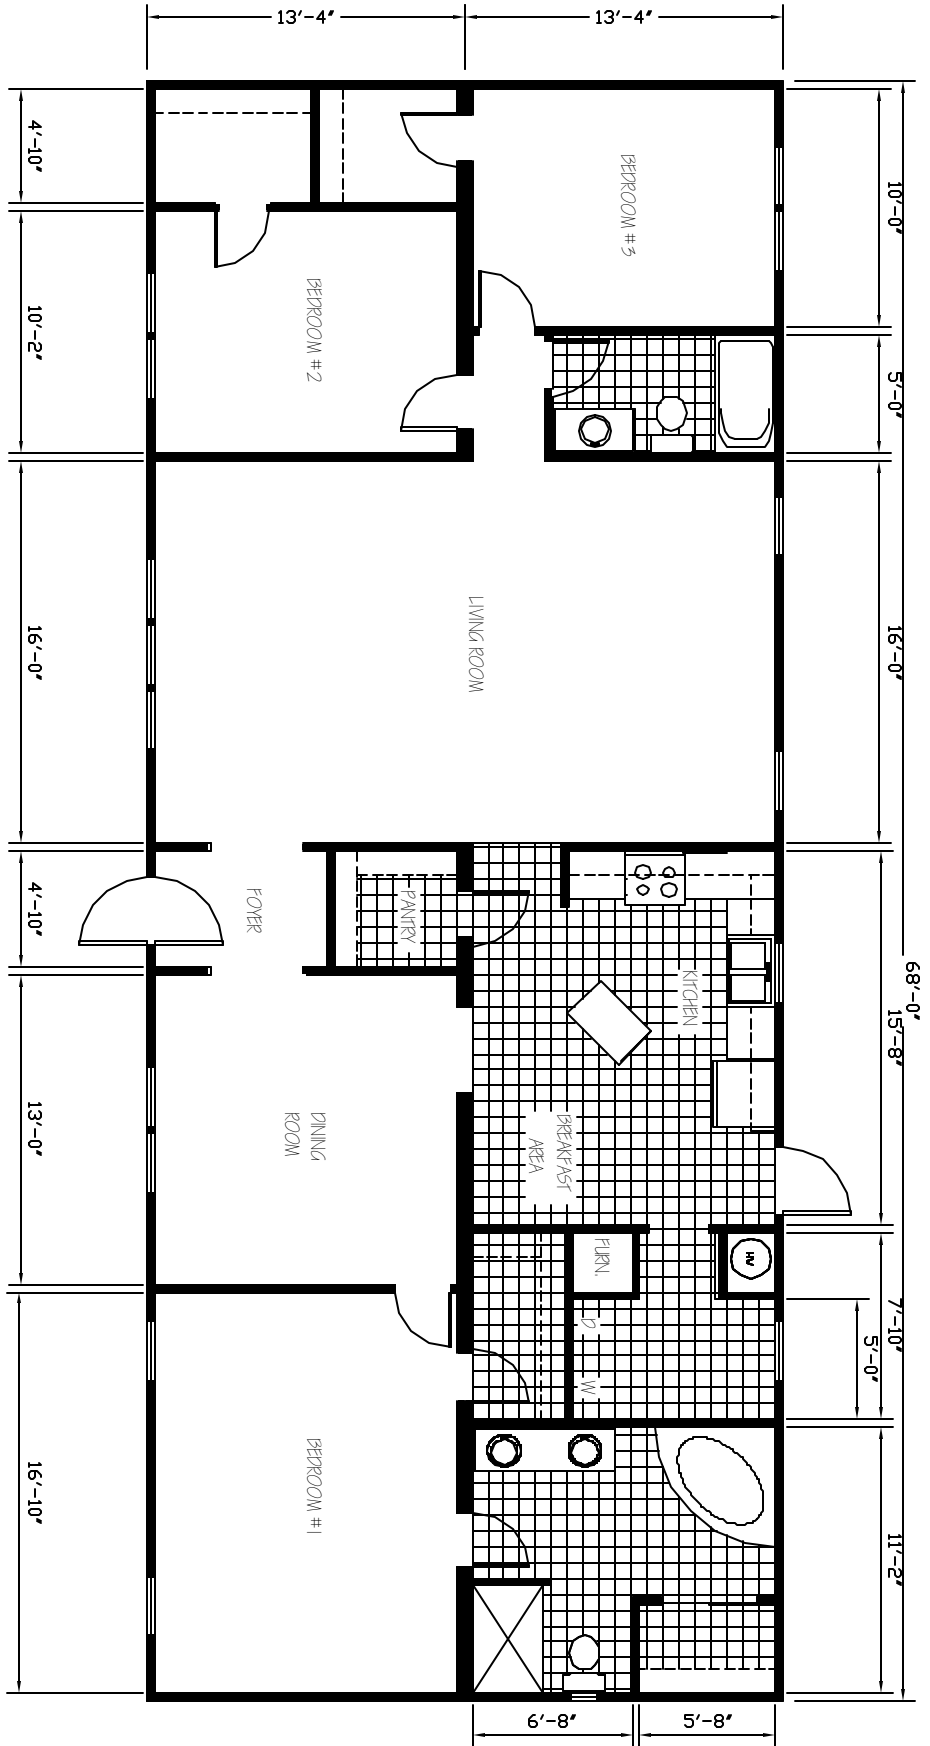 13'-4"
13'-4"
4'-10"
10'-2"
16'-0"
4'-10"
13'-0"
16'-10"
10'-0"
5'-0"
16'-0"
15'-8"
68'-0"
7'-10"
5'-0"
11'-2"
BEDROOM #3
BEDROOM #2
LIVING ROOM
FOYER
PANTRY
KITCHEN
DINING
ROOM
BREAKFAST
AREA
FURN.
HW
D
W
BEDROOM #1
6'-8"
5'-8"